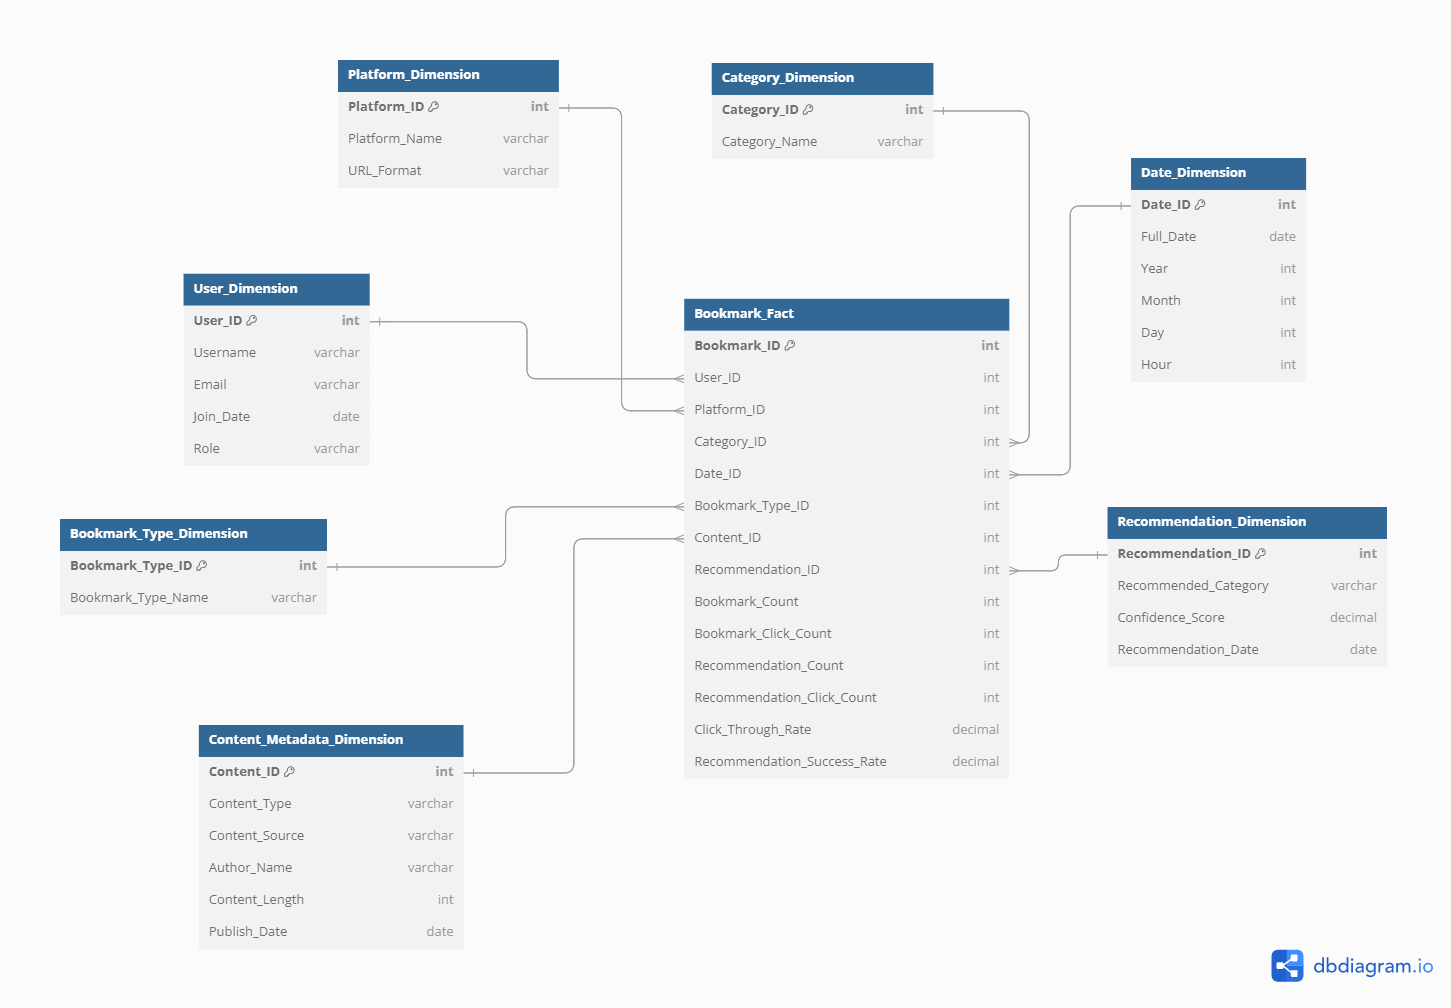 Platform_Dimension
Platform_ID int
Platform_Name varchar
URL_Format varchar
Category_Dimension
Category_ID int
Category_Name varchar
Date_Dimension
Date_ID int
Full_Date date
Year int
Month int
Day int
Hour int
User_Dimension
User_ID int
Username varchar
Email varchar
Join_Date date
Role varchar
Bookmark_Fact
Bookmark_ID int
User_ID int
Platform_ID int
Category_ID int
Date_ID int
Bookmark_Type_ID int
Content_ID int
Recommendation_ID int
Bookmark_Count int
Bookmark_Click_Count int
Recommendation_Count int
Recommendation_Click_Count int
Click_Through_Rate decimal
Recommendation_Success_Rate decimal
Bookmark_Type_Dimension
Bookmark_Type_ID int
Bookmark_Type_Name varchar
Recommendation_Dimension
Recommendation_ID int
Recommended_Category varchar
Confidence_Score decimal
Recommendation_Date date
Content_Metadata_Dimension
Content_ID int
Content_Type varchar
Content_Source varchar
Author_Name varchar
Content_Length int
Publish_Date date
dbdiagram.io